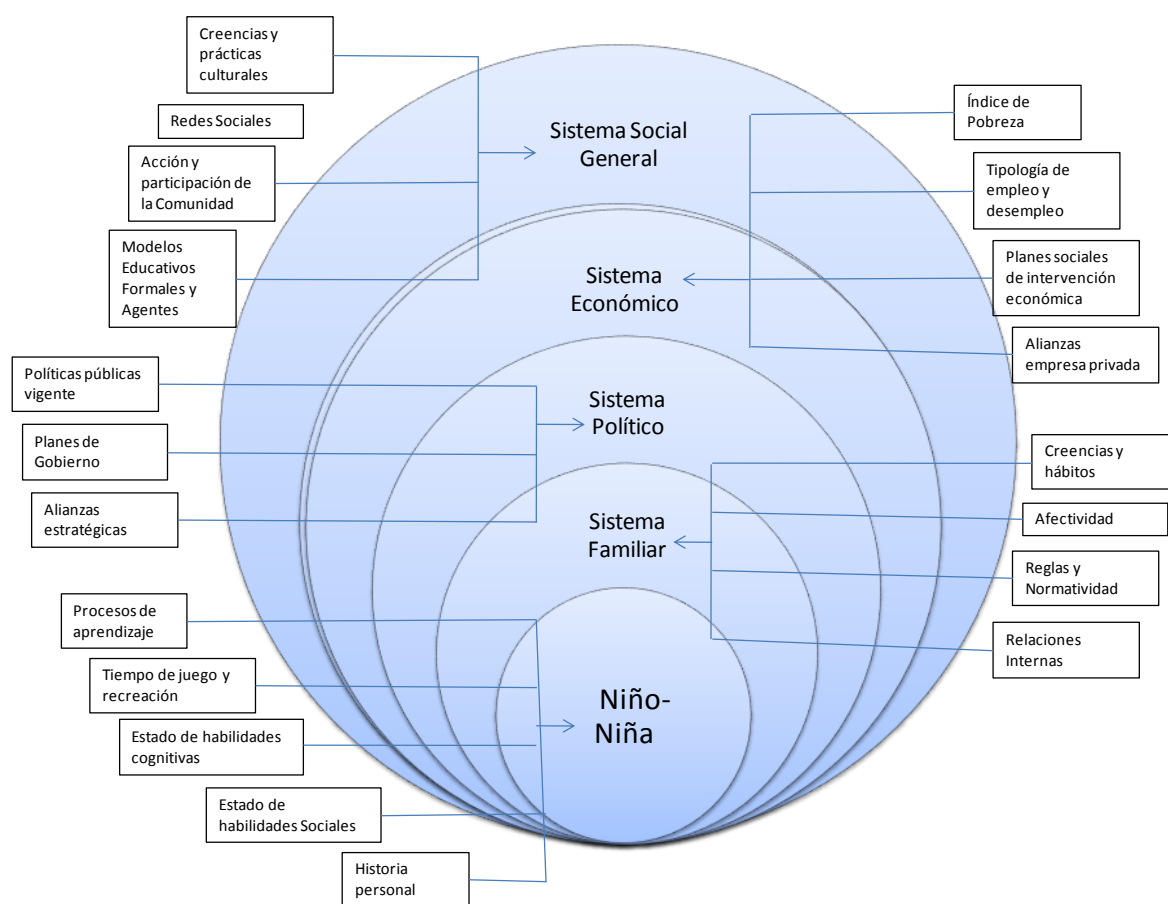 Creencias y
prácticas
culturales
Redes Sociales
Acción y
participación de
la Comunidad
Modelos
Educativos
Formales y
Agentes
Sistema Social
General
Índice de
Pobreza
Tipología de
empleo y
desempleo
Planes sociales
de intervención
económica
Alianzas
empresa privada
Sistema
Económico
Políticas públicas
vigente
Planes de
Gobierno
Alianzas
estratégicas
Sistema
Político
Creencias y
hábitos
Afectividad
Reglas y
Normatividad
Relaciones
Internas
Sistema
Familiar
Procesos de
aprendizaje
Tiempo de juego y
recreación
Estado de habilidades
cognitivas
Estado de
habilidades Sociales
Historia
personal
Niño-
Niña